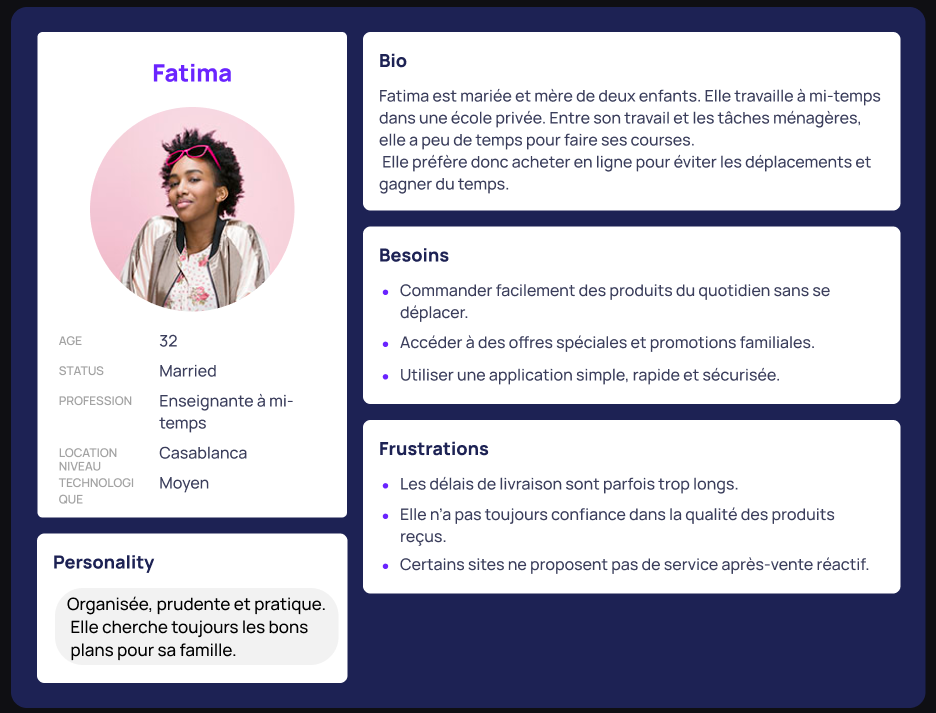 Fatima
AGE 32
STATUS Married
PROFESSION Enseignante à mi-
temps
LOCATION Casablanca
NIVEAU
TECHNOLOGI Moyen
QUE
Personality
Organisée, prudente et pratique.
Elle cherche toujours les bons
plans pour sa famille.
Bio
Fatima est mariée et mère de deux enfants. Elle travaille à mi-temps
dans une école privée. Entre son travail et les tâches ménagères,
elle a peu de temps pour faire ses courses.
Elle préfère donc acheter en ligne pour éviter les déplacements et
gagner du temps.
Besoins
• Commander facilement des produits du quotidien sans se
déplacer.
• Accéder à des offres spéciales et promotions familiales.
• Utiliser une application simple, rapide et sécurisée.
Frustrations
• Les délais de livraison sont parfois trop longs.
• Elle n'a pas toujours confiance dans la qualité des produits
reçus.
• Certains sites ne proposent pas de service après-vente réactif.